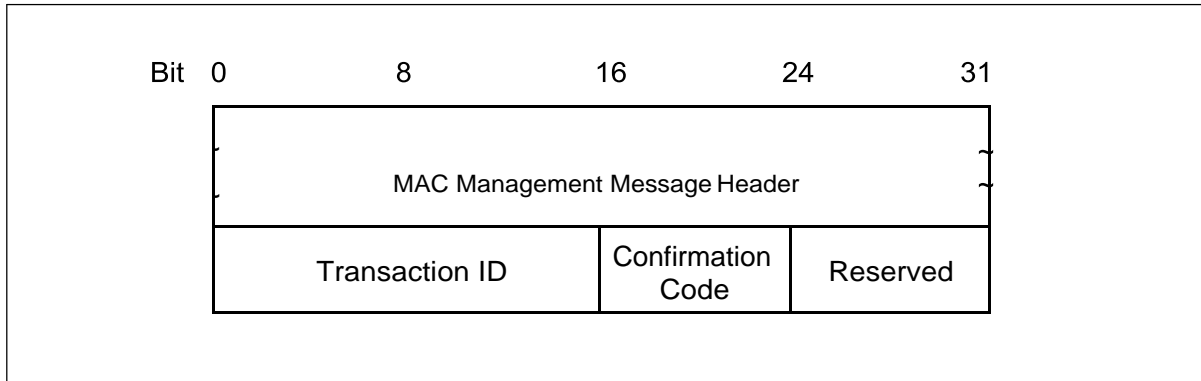 Bit 0 8 16 24 31
~ ~
MAC Management Message Header
~ ~
Transaction ID Confirmation Code Reserved